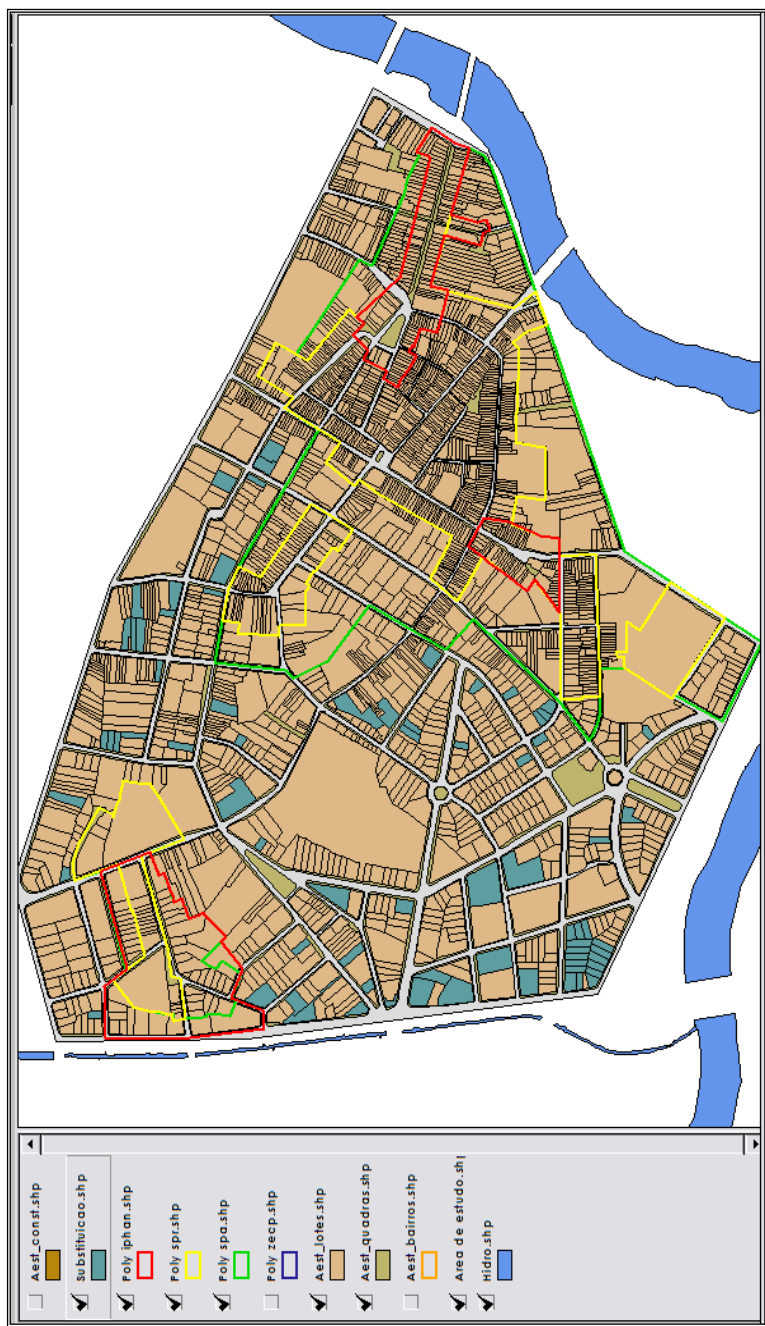 Aest_const.shp
Substituicao.shp
Poly iphan.shp
Poly spr.shp
Poly spa.shp
Poly zecp.shp
Aest_lotes.shp
Aest_quadras.shp
Aest_bairros.shp
Area de estudo.shp
Hidro.shp